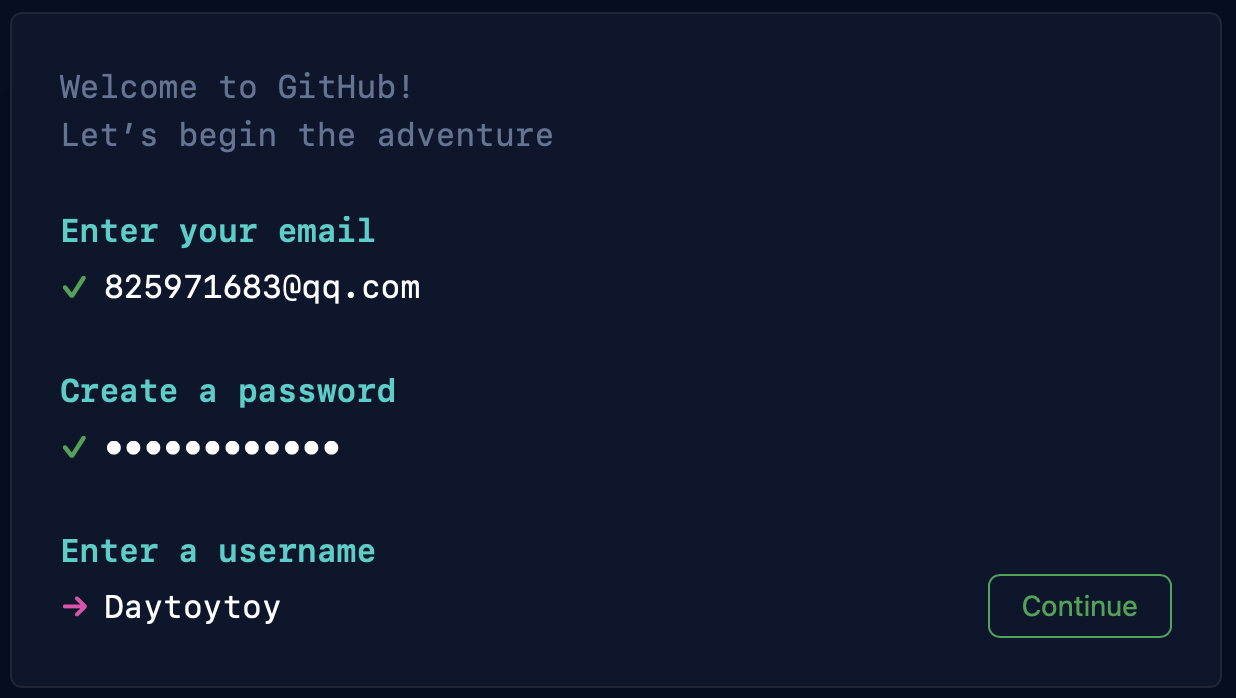 Welcome to GitHub!
Let’s begin the adventure
Enter your email
✓ 825971683@qq.com
Create a password
✓ ●●●●●●●●●●●●
Enter a username
→ Daytoytoy
Continue